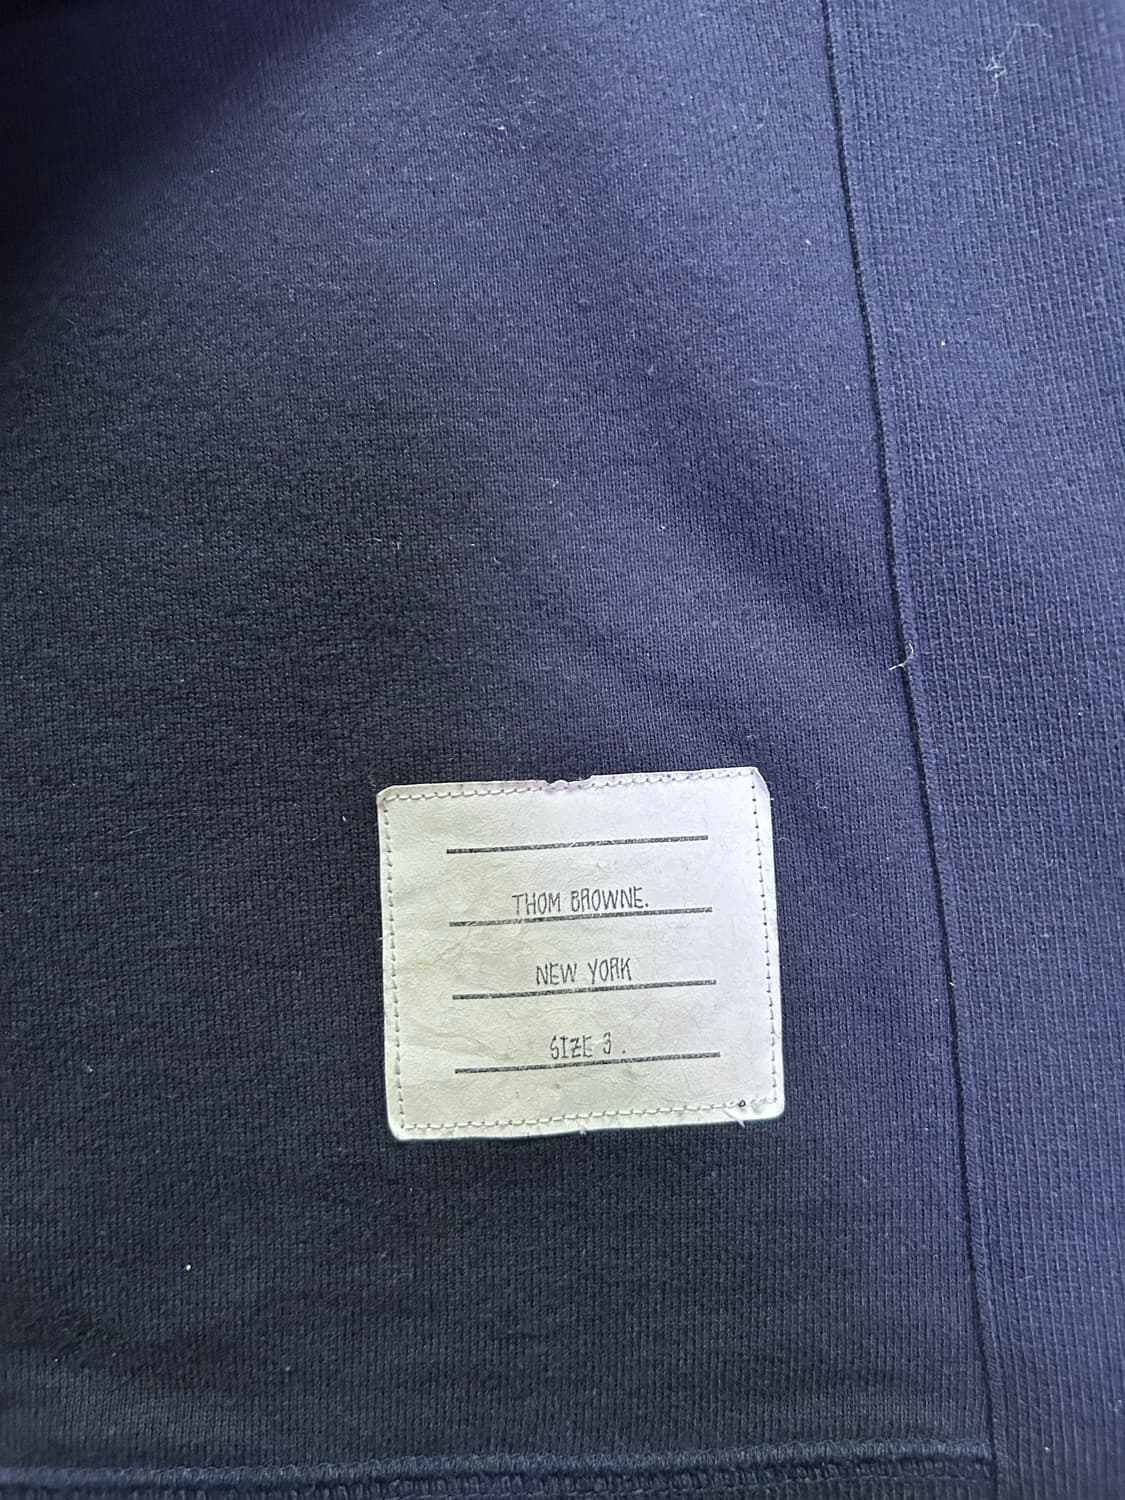 THOM BROWNE.
NEW YORK
SIZE 3.